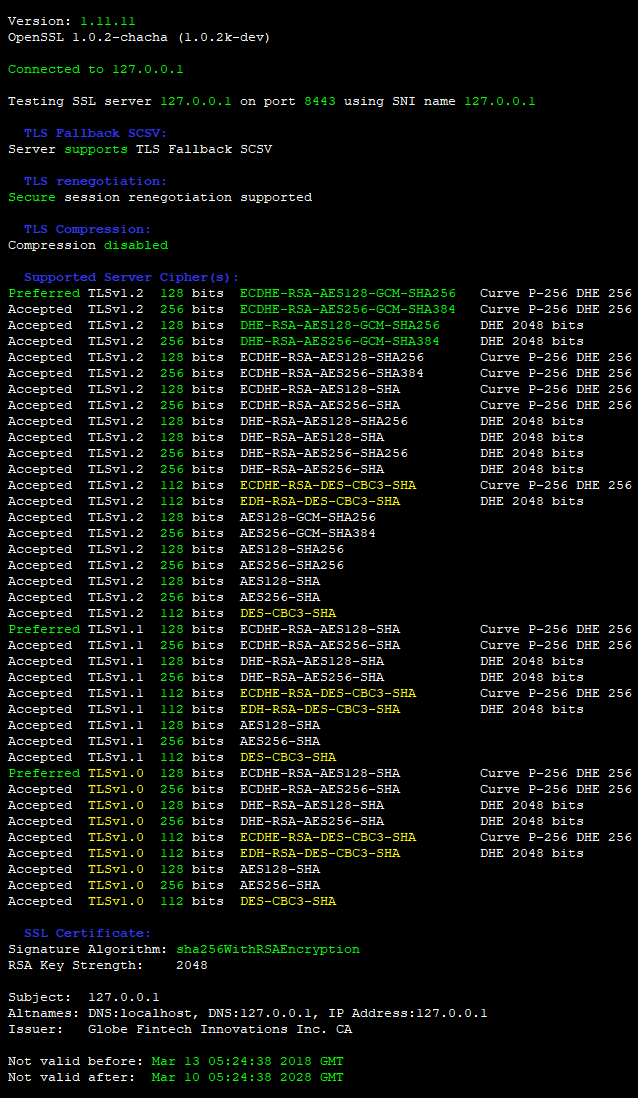 Version: 1.11.11
OpenSSL 1.0.2-chacha (1.0.2k-dev)
Connected to 127.0.0.1
Testing SSL server 127.0.0.1 on port 8443 using SNI name 127.0.0.1
TLS Fallback SCSV:
Server supports TLS Fallback SCSV
TLS renegotiation:
Secure session renegotiation supported
TLS Compression:
Compression disabled
Supported Server Cipher(s):
Preferred TLSv1.2 128 bits ECDHE-RSA-AES128-GCM-SHA256 Curve P-256 DHE 256
Accepted TLSv1.2 256 bits ECDHE-RSA-AES256-GCM-SHA384 Curve P-256 DHE 256
Accepted TLSv1.2 128 bits DHE-RSA-AES128-GCM-SHA256 DHE 2048 bits
Accepted TLSv1.2 256 bits DHE-RSA-AES256-GCM-SHA384 DHE 2048 bits
Accepted TLSv1.2 128 bits ECDHE-RSA-AES128-SHA256 Curve P-256 DHE 256
Accepted TLSv1.2 256 bits ECDHE-RSA-AES256-SHA384 Curve P-256 DHE 256
Accepted TLSv1.2 128 bits ECDHE-RSA-AES128-SHA Curve P-256 DHE 256
Accepted TLSv1.2 256 bits ECDHE-RSA-AES256-SHA Curve P-256 DHE 256
Accepted TLSv1.2 128 bits DHE-RSA-AES128-SHA256 DHE 2048 bits
Accepted TLSv1.2 128 bits DHE-RSA-AES128-SHA DHE 2048 bits
Accepted TLSv1.2 256 bits DHE-RSA-AES256-SHA256 DHE 2048 bits
Accepted TLSv1.2 256 bits DHE-RSA-AES256-SHA DHE 2048 bits
Accepted TLSv1.2 112 bits ECDHE-RSA-DES-CBC3-SHA Curve P-256 DHE 256
Accepted TLSv1.2 112 bits EDH-RSA-DES-CBC3-SHA DHE 2048 bits
Accepted TLSv1.2 128 bits AES128-GCM-SHA256
Accepted TLSv1.2 256 bits AES256-GCM-SHA384
Accepted TLSv1.2 128 bits AES128-SHA256
Accepted TLSv1.2 256 bits AES256-SHA256
Accepted TLSv1.2 128 bits AES128-SHA
Accepted TLSv1.2 256 bits AES256-SHA
Accepted TLSv1.2 112 bits DES-CBC3-SHA
Preferred TLSv1.1 128 bits ECDHE-RSA-AES128-SHA Curve P-256 DHE 256
Accepted TLSv1.1 256 bits ECDHE-RSA-AES256-SHA Curve P-256 DHE 256
Accepted TLSv1.1 128 bits DHE-RSA-AES128-SHA DHE 2048 bits
Accepted TLSv1.1 256 bits DHE-RSA-AES256-SHA DHE 2048 bits
Accepted TLSv1.1 112 bits ECDHE-RSA-DES-CBC3-SHA Curve P-256 DHE 256
Accepted TLSv1.1 112 bits EDH-RSA-DES-CBC3-SHA DHE 2048 bits
Accepted TLSv1.1 128 bits AES128-SHA
Accepted TLSv1.1 256 bits AES256-SHA
Accepted TLSv1.1 112 bits DES-CBC3-SHA
Preferred TLSv1.0 128 bits ECDHE-RSA-AES128-SHA Curve P-256 DHE 256
Accepted TLSv1.0 256 bits ECDHE-RSA-AES256-SHA Curve P-256 DHE 256
Accepted TLSv1.0 128 bits DHE-RSA-AES128-SHA DHE 2048 bits
Accepted TLSv1.0 256 bits DHE-RSA-AES256-SHA DHE 2048 bits
Accepted TLSv1.0 112 bits ECDHE-RSA-DES-CBC3-SHA Curve P-256 DHE 256
Accepted TLSv1.0 112 bits EDH-RSA-DES-CBC3-SHA DHE 2048 bits
Accepted TLSv1.0 128 bits AES128-SHA
Accepted TLSv1.0 256 bits AES256-SHA
Accepted TLSv1.0 112 bits DES-CBC3-SHA
SSL Certificate:
Signature Algorithm: sha256WithRSAEncryption
RSA Key Strength: 2048
Subject: 127.0.0.1
Altnames: DNS:localhost, DNS:127.0.0.1, IP Address:127.0.0.1
Issuer: Globe Fintech Innovations Inc. CA
Not valid before: Mar 13 05:24:38 2018 GMT
Not valid after: Mar 10 05:24:38 2028 GMT